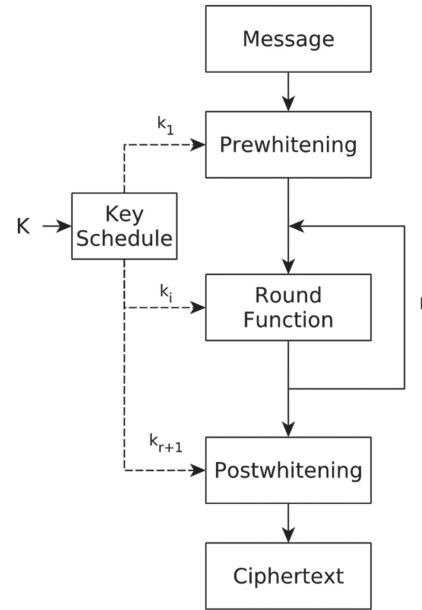 Message
k1
Prewhitening
K
Key
Schedule
ki
Round
Function
kr+1
Postwhitening
Ciphertext